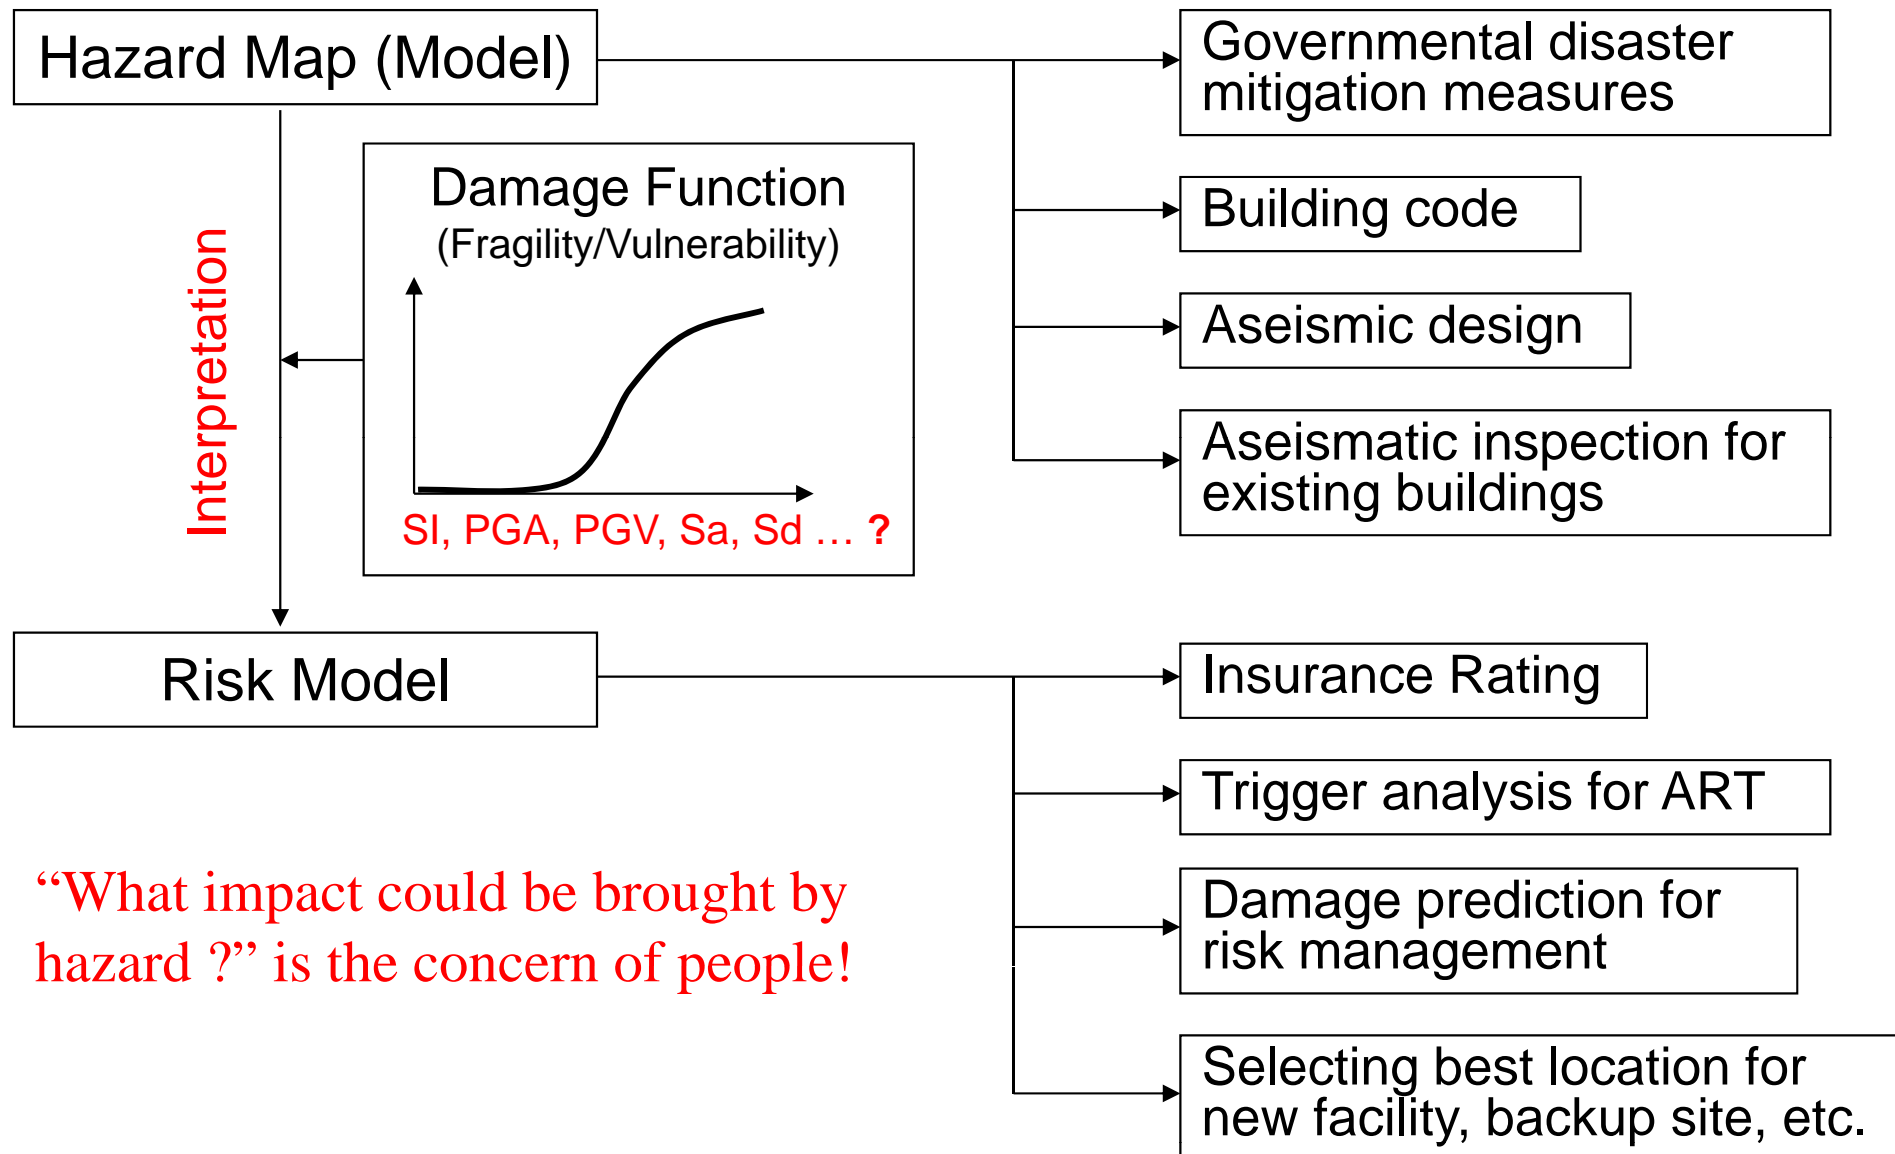 Hazard Map (Model)
Governmental disaster
mitigation measures
Damage Function
(Fragility/Vulnerability)
Building code
Interpretation
Aseismic design
Aseismatic inspection for
existing buildings
SI, PGA, PGV, Sa, Sd … ?
Risk Model
Insurance Rating
Trigger analysis for ART
“What impact could be brought by
hazard ?” is the concern of people!
Damage prediction for
risk management
Selecting best location for
new facility, backup site, etc.